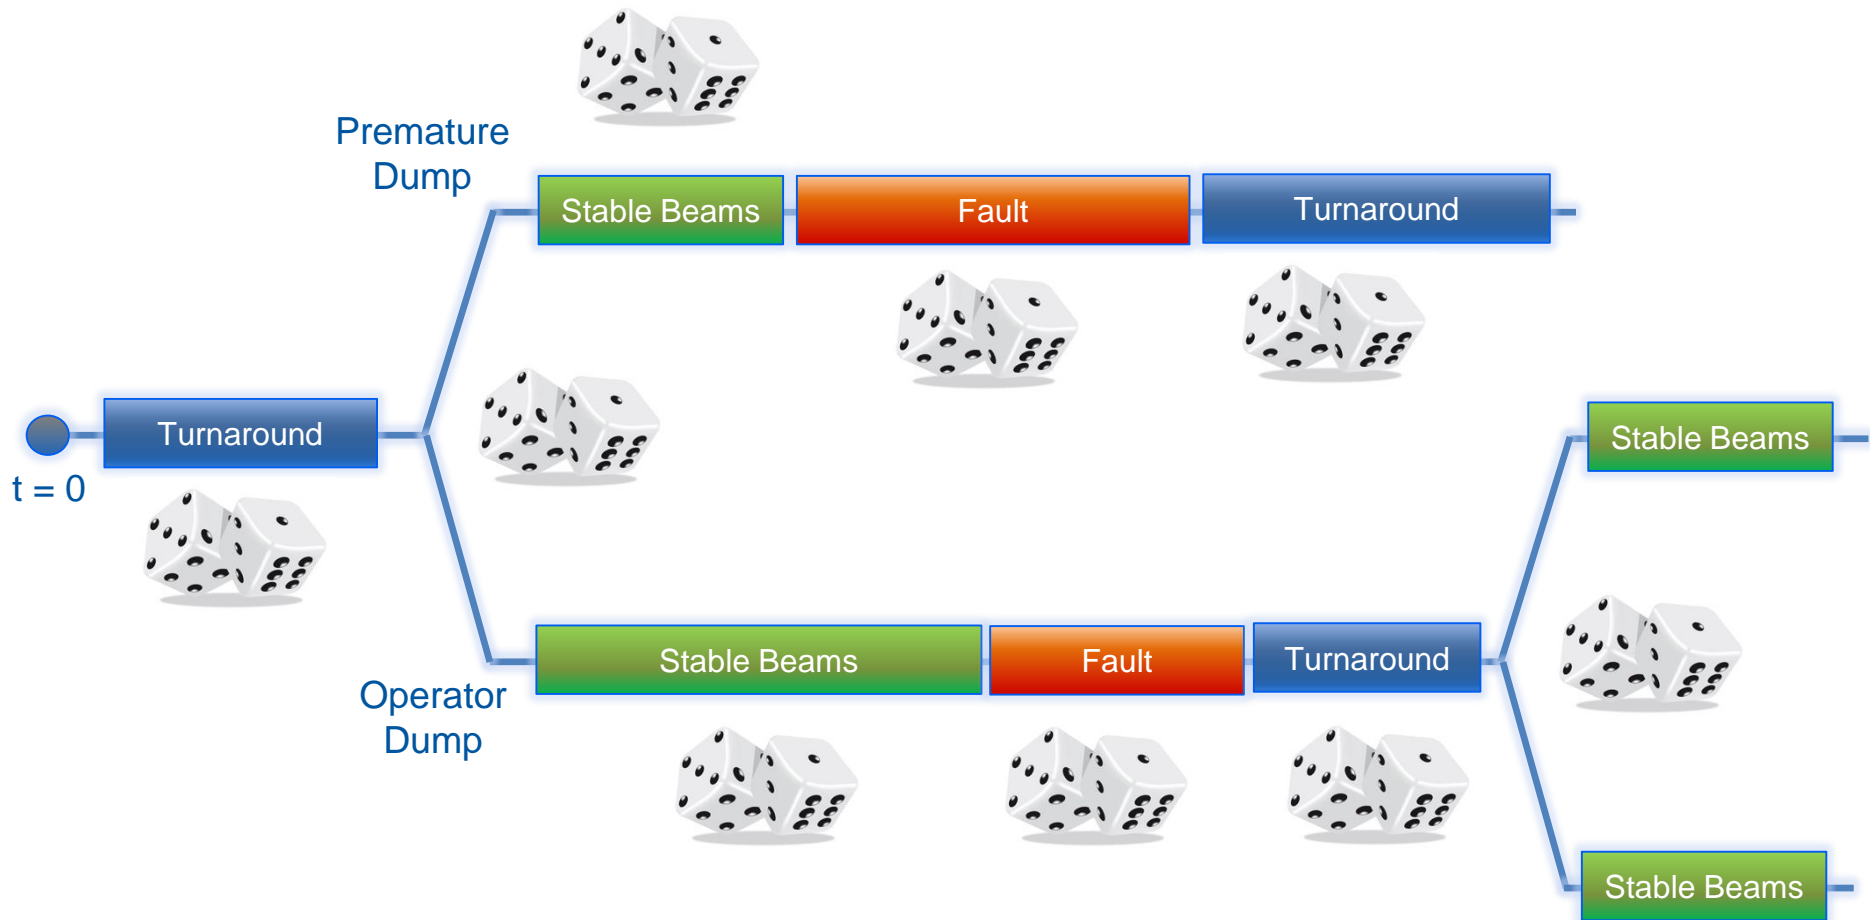 Premature
Dump
Stable Beams
Fault
Turnaround
Turnaround
Stable Beams
t = 0
Stable Beams
Fault
Turnaround
Operator
Dump
Stable Beams